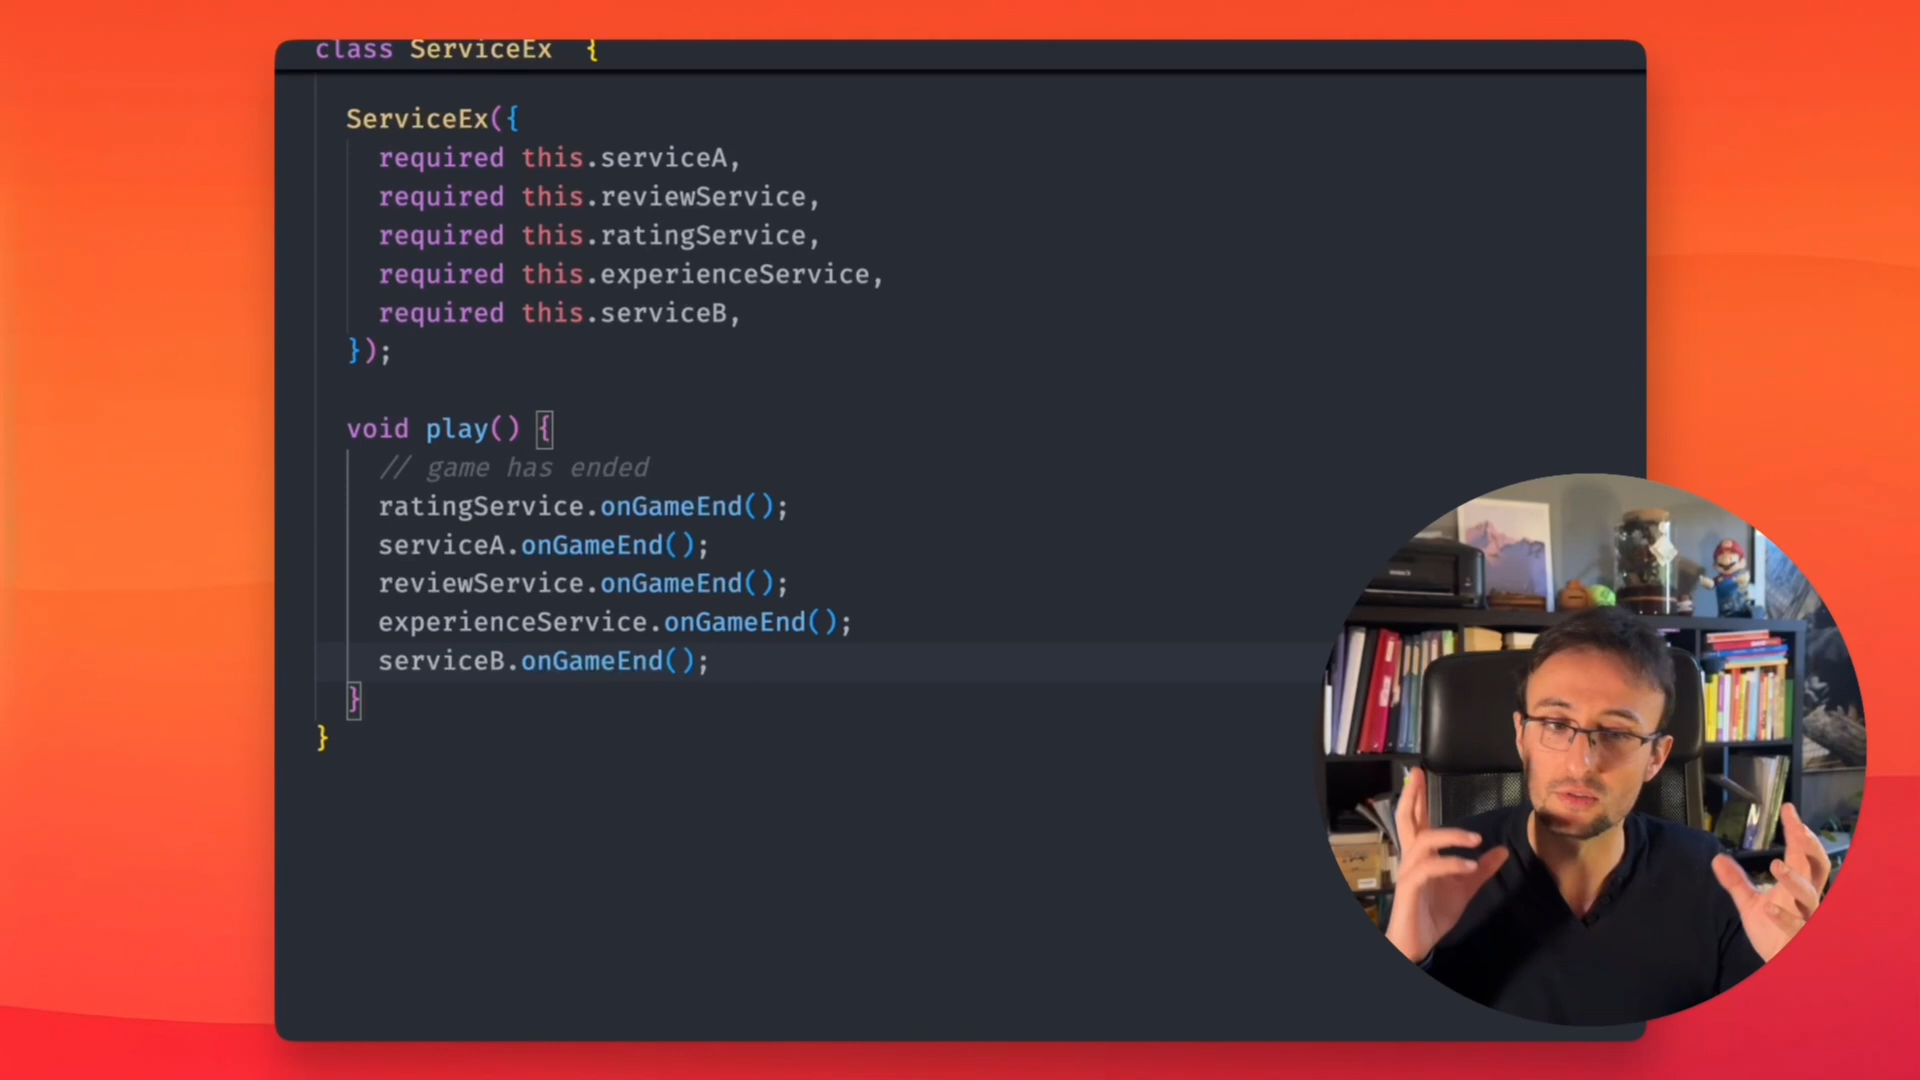 class ServiceEx {
ServiceEx({
required this.serviceA,
required this.reviewService,
required this.ratingService,
required this.experienceService,
required this.serviceB,
});
void play() {
// game has ended
ratingService.onGameEnd();
serviceA.onGameEnd();
reviewService.onGameEnd();
experienceService.onGameEnd();
serviceB.onGameEnd();
}
}